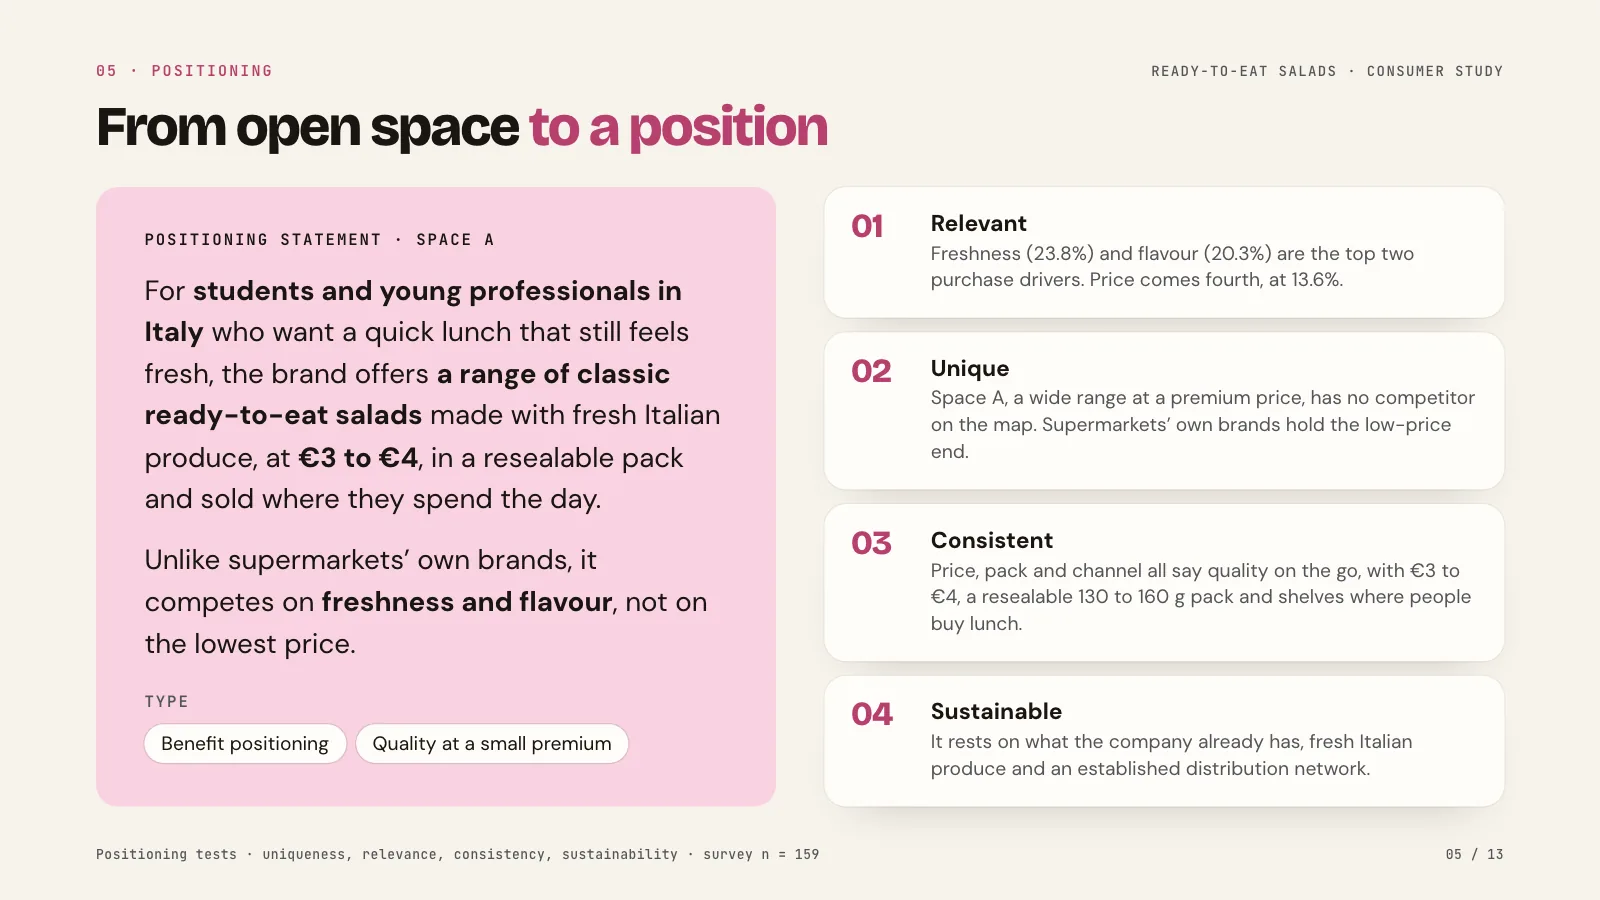 05 · POSITIONING
READY-TO-EAT SALADS · CONSUMER STUDY
From open space to a position
POSITIONING STATEMENT · SPACE A
For students and young professionals in
Italy who want a quick lunch that still feels
fresh, the brand offers a range of classic
ready-to-eat salads made with fresh Italian
produce, at €3 to €4, in a resealable pack
and sold where they spend the day.
Unlike supermarkets’ own brands, it
competes on freshness and flavour, not on
the lowest price.
TYPE
Benefit positioning
Quality at a small premium
01
Relevant
Freshness (23.8%) and flavour (20.3%) are the top two
purchase drivers. Price comes fourth, at 13.6%.
02
Unique
Space A, a wide range at a premium price, has no competitor
on the map. Supermarkets’ own brands hold the low-price
end.
03
Consistent
Price, pack and channel all say quality on the go, with €3 to
€4, a resealable 130 to 160 g pack and shelves where people
buy lunch.
04
Sustainable
It rests on what the company already has, fresh Italian
produce and an established distribution network.
Positioning tests · uniqueness, relevance, consistency, sustainability · survey n = 159
05 / 13